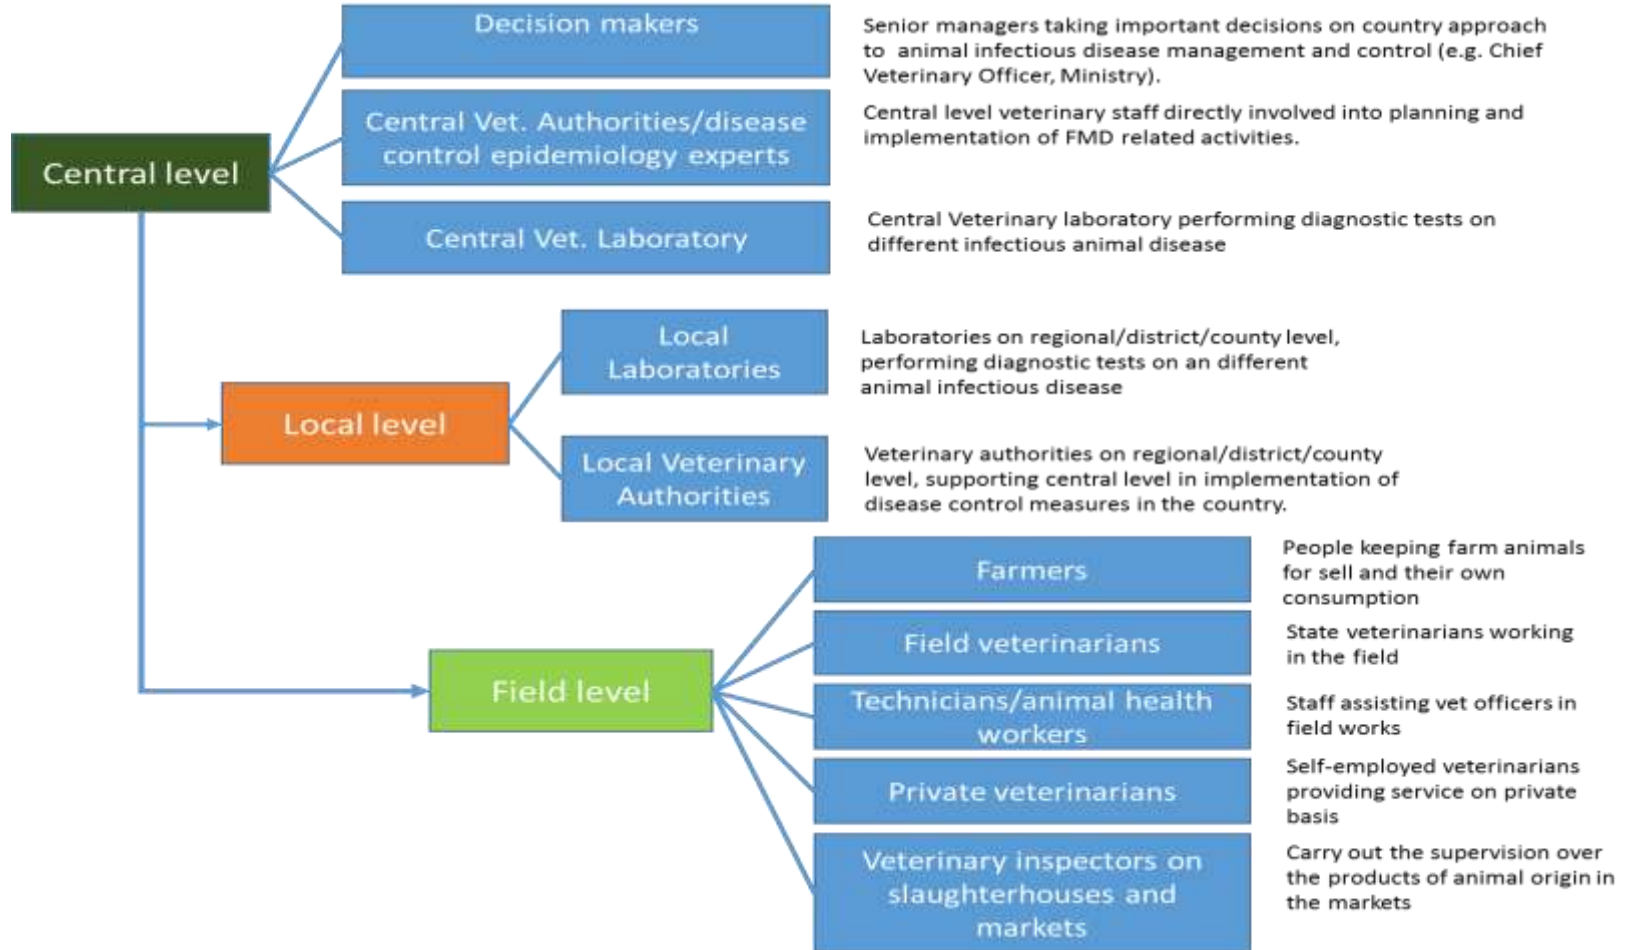 Decision makers
Senior managers taking important decisions on country approach
to animal infectious disease management and control (e.g. Chief
Veterinary Officer, Ministry).
Central level
Central Vet. Authorities/disease
control epidemiology experts
Central level veterinary staff directly involved into planning and
implementation of FMD related activities.
Central Vet. Laboratory
Central Veterinary laboratory performing diagnostic tests on
different infectious animal disease
Local level
Local
Laboratories
Laboratories on regional/district/county level,
performing diagnostic tests on an different
animal infectious disease
Local Veterinary
Authorities
Veterinary authorities on regional/district/county
level, supporting central level in implementation of
disease control measures in the country.
Field level
Farmers
People keeping farm animals
for sell and their own
consumption
Field veterinarians
State veterinarians working
in the field
Technicians/animal health
workers
Staff assisting vet officers in
field works
Private veterinarians
Self-employed veterinarians
providing service on private
basis
Veterinary inspectors on
slaughterhouses and
markets
Carry out the supervision over
the products of animal origin in
the markets